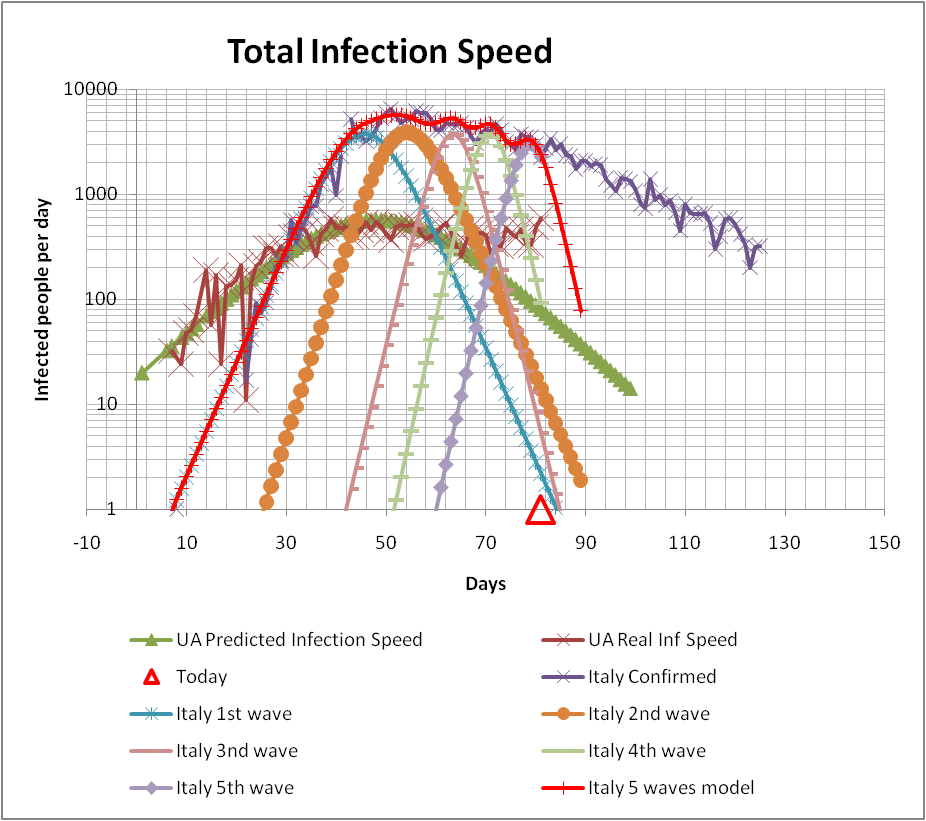 Total Infection Speed
10000
1000
100
10
1
Infected people per day
-10 10 30 50 70 90 110 130 150
Days
UA Predicted Infection Speed
UA Real Inf Speed
Today
Italy Confirmed
Italy 1st wave
Italy 2nd wave
Italy 3nd wave
Italy 4th wave
Italy 5th wave
Italy 5 waves model